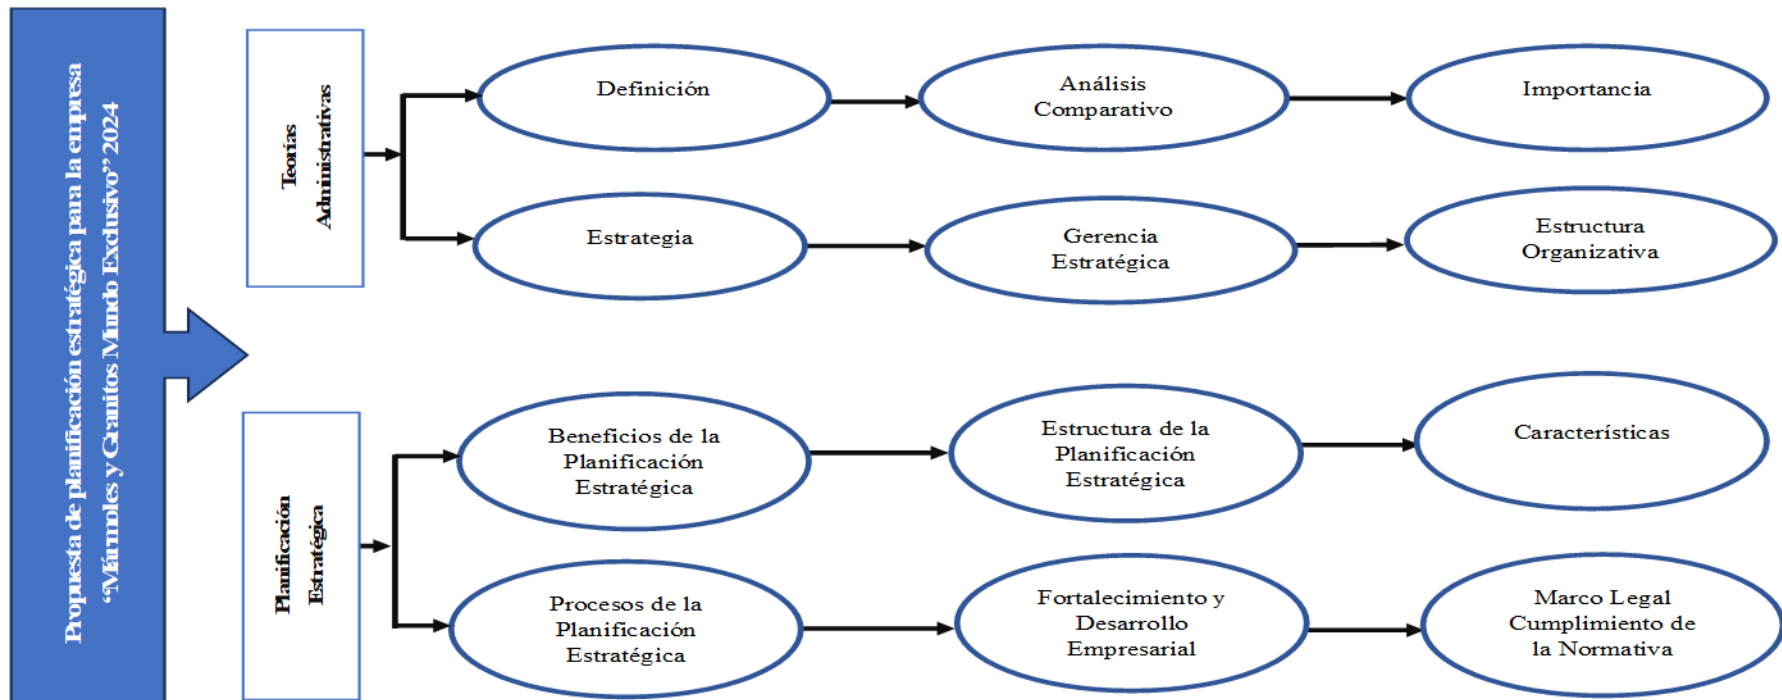 Propuesta de planificación estratégica para la empresa
“Mármoles y Granitos Mundo Exclusivo” 2024
Teorías
Administrativas
Definición
Análisis
Comparativo
Importancia
Estrategia
Gerencia
Estratégica
Estructura
Organizativa
Planificación
Estratégica
Beneficios de la
Planificación
Estratégica
Estructura de la
Planificación
Estratégica
Característicias
Procesos de la
Planificación
Estratégica
Fortalecimiento y
Desarrollo
Empresarial
Marco Legal
Cumplimiento de
la Normativa